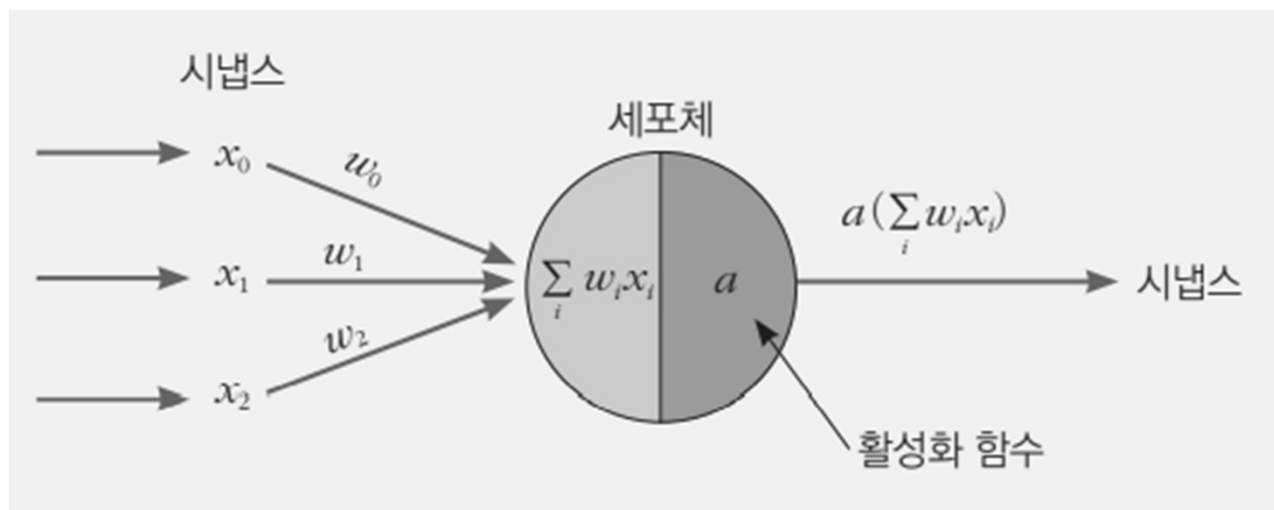 시냅스
세포체
x₀
w₀
a(∑ᵢ wᵢxᵢ)
x₁
w₁
∑ᵢ wᵢxᵢ
a
시냅스
w₂
x₂
활성화 함수